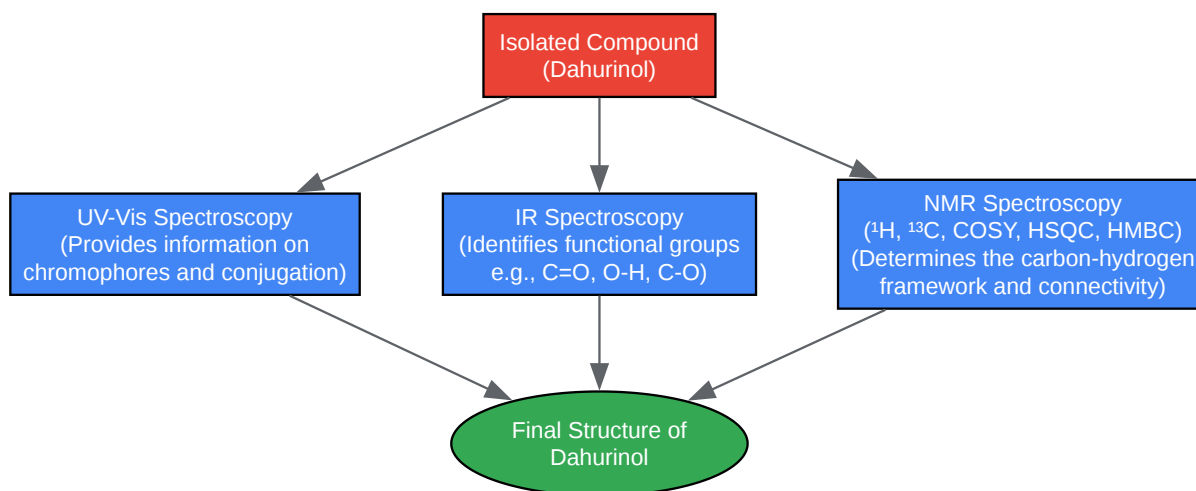 Isolated Compound
(Dahurinol)
UV-Vis Spectroscopy
(Provides information on
chromophores and conjugation)
IR Spectroscopy
(Identifies functional groups
e.g., C=O, O-H, C-O)
NMR Spectroscopy
(¹H, ¹³C, COSY, HSQC, HMBC)
(Determines the carbon-hydrogen
framework and connectivity)
Final Structure of
Dahurinol